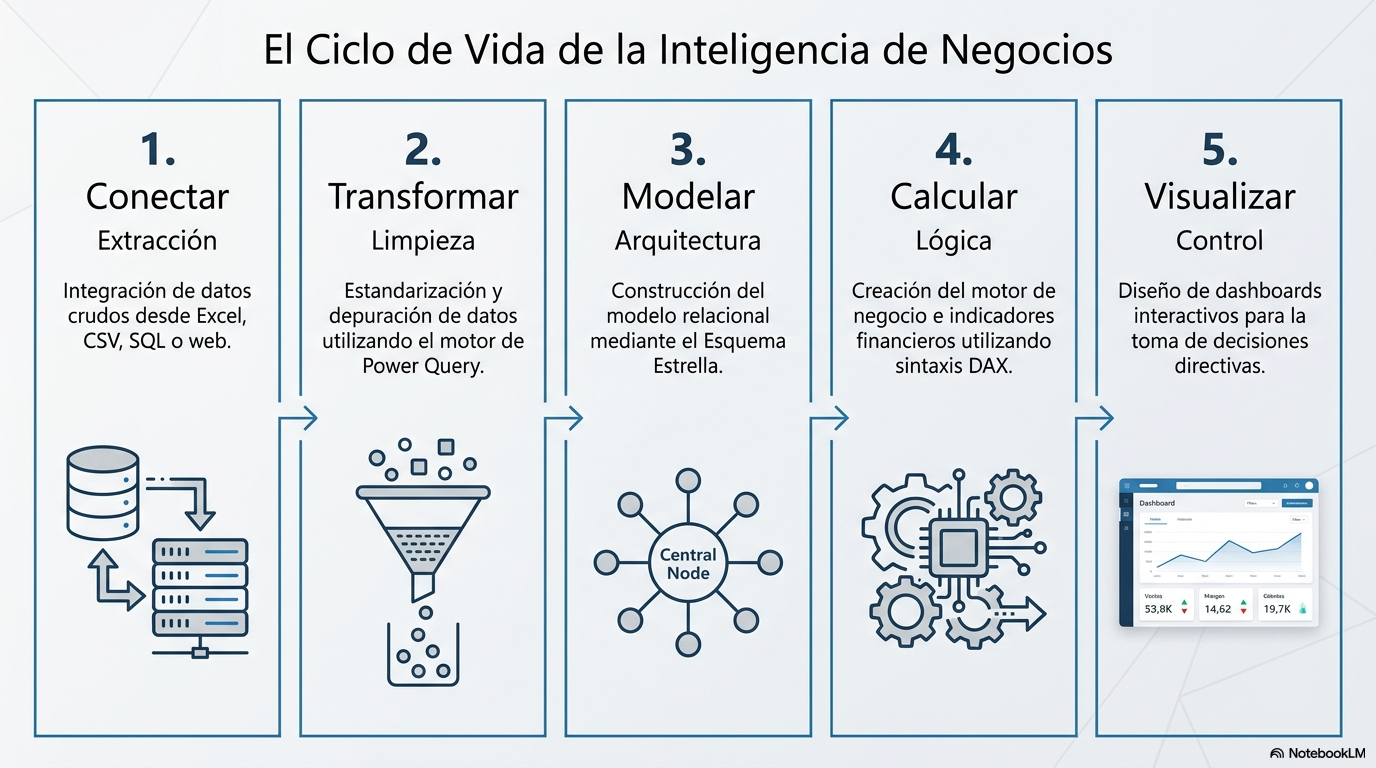 El Ciclo de Vida de la Inteligencia de Negocios
1.
Conectar
Extracción
Integración de datos
crudos desde Excel,
CSV, SQL o web.
2.
Transformar
Limpieza
Estandarización y
depuración de datos
utilizando el motor de
Power Query.
3.
Modelar
Arquitectura
Construcción del
modelo relacional
mediante el Esquema
Estrella.
Central
Node
4.
Calcular
Lógica
Creación del motor de
negocio e indicadores
financieros utilizando
sintaxis DAX.
5.
Visualizar
Control
Diseño de dashboards
interactivos para la
toma de decisiones
directivas.
Dashboard
53,8K
14,62
19,7K
NotebookLM